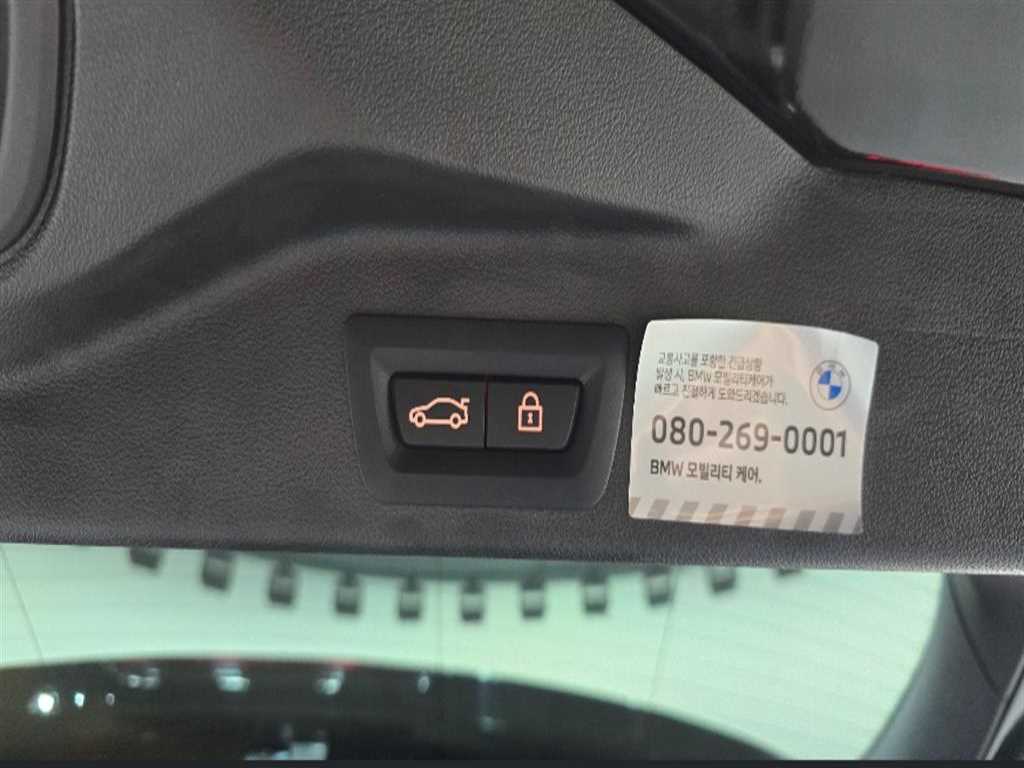 교통사고를 포함한 긴급상황
발생 시, BMW 모빌리티케어가
빠르고 친절하게 도와드리겠습니다.
080-269-0001
BMW 모빌리티 케어.